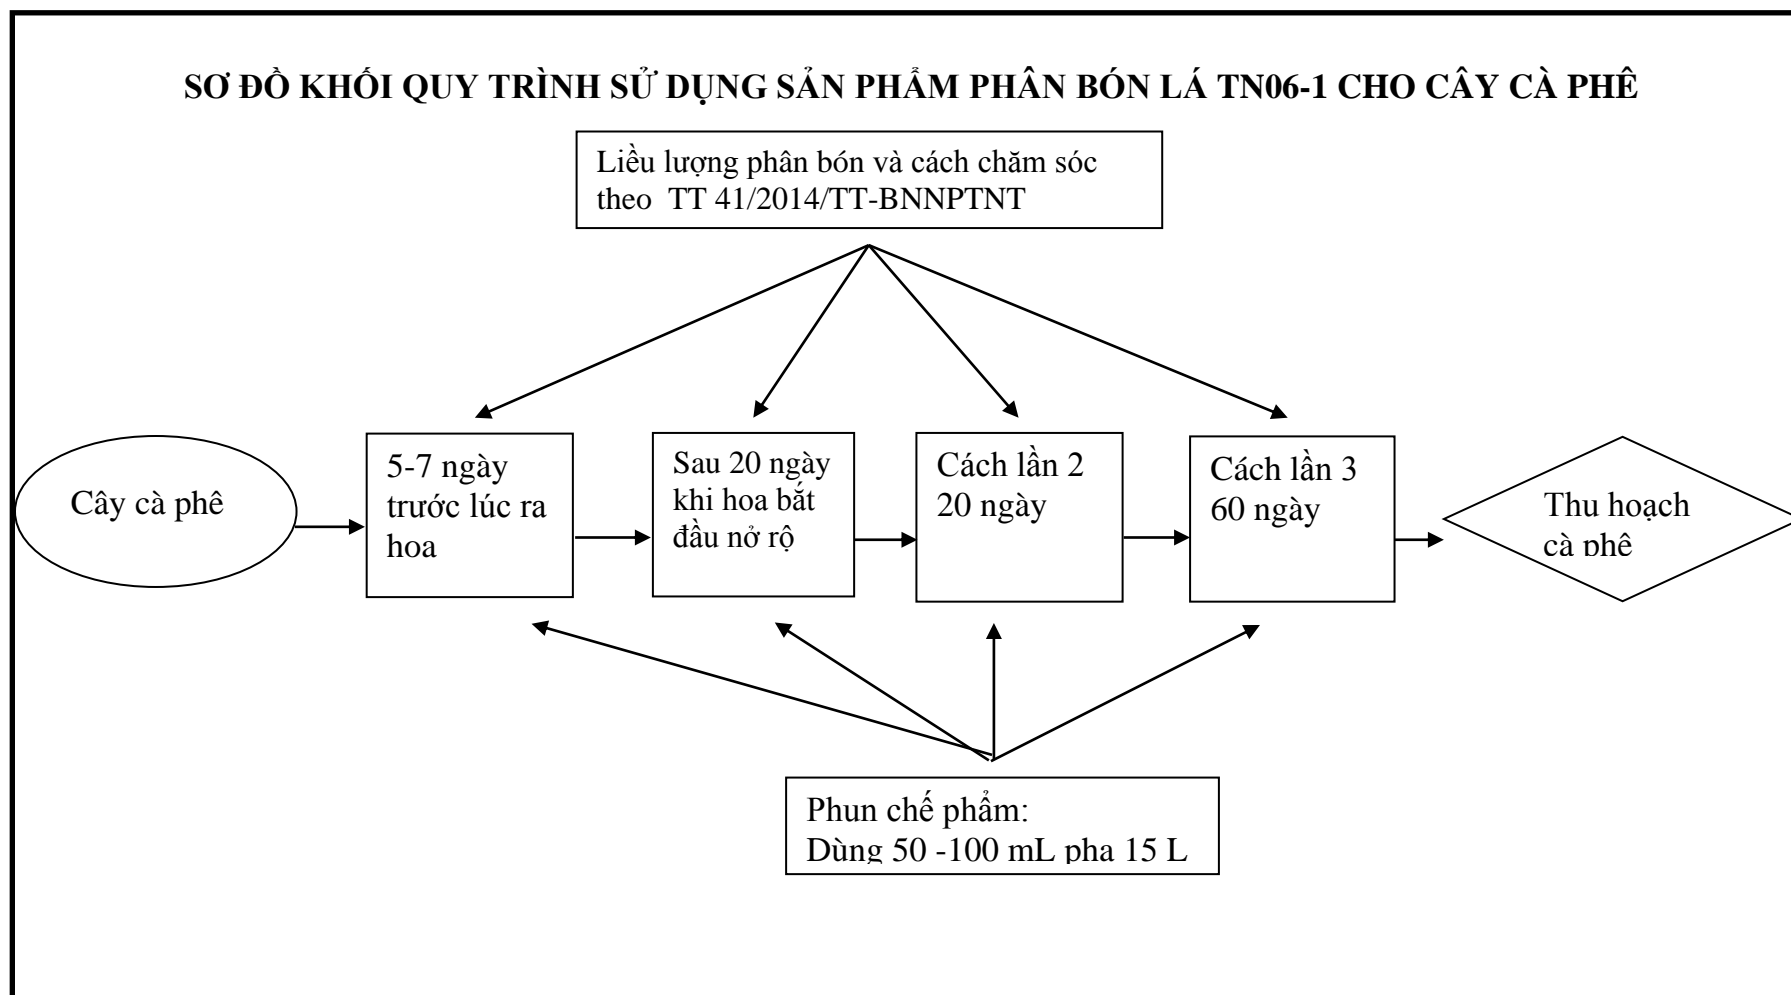 SƠ ĐỒ KHỐI QUY TRÌNH SỬ DỤNG SẢN PHẨM PHÂN BÓN LÁ TN06-1 CHO CÂY CÀ PHÊ
Liều lượng phân bón và cách chăm sóc
theo TT 41/2014/TT-BNNPTNT
Cây cà phê
5-7 ngày
trước lúc ra
hoa
Sau 20 ngày
khi hoa bắt
đầu nở rộ
Cách lần 2
20 ngày
Cách lần 3
60 ngày
Thu hoạch
cà phê
Phun chế phẩm:
Dùng 50 -100 mL pha 15 L